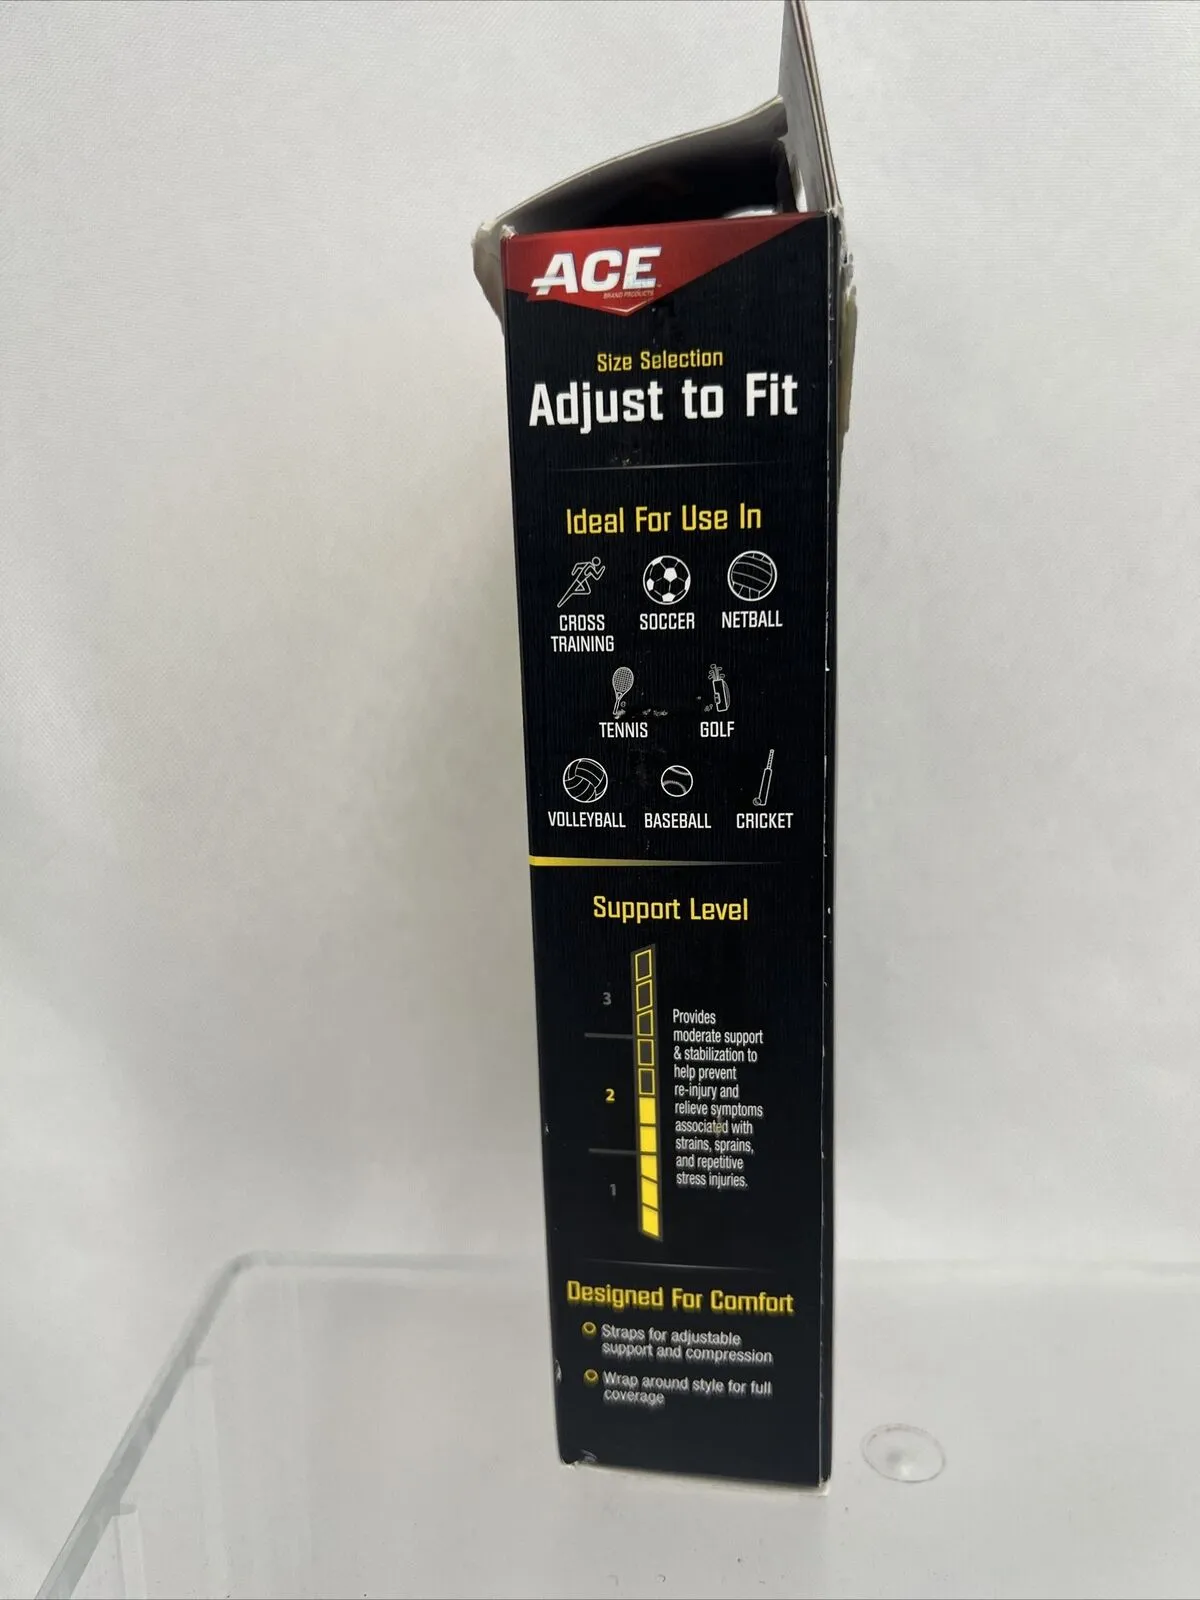 ACE
BRAND PRODUCTS
Size Selection
Adjust to Fit
Ideal For Use In
CROSS
TRAINING
SOCCER
NETBALL
TENNIS
GOLF
VOLLEYBALL
BASEBALL
CRICKET
Support Level
3
2
1
Provides
moderate support
& stabilization to
help prevent
re-injury and
relieve symptoms
associated with
strains, sprains,
and repetitive
stress injuries.
Designed For Comfort
Straps for adjustable
support and compression
Wrap around style for full
coverage